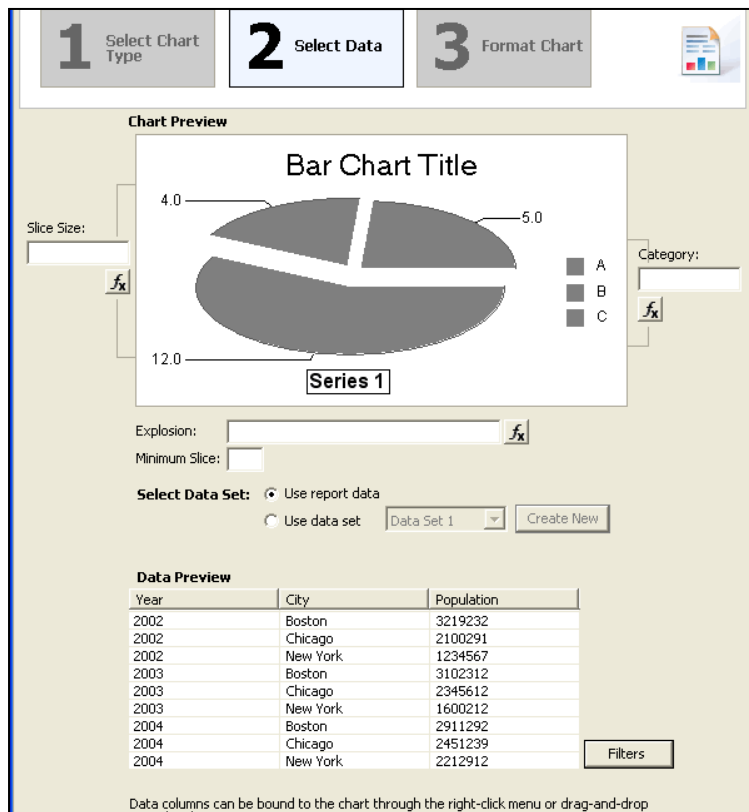 1 Select Chart Type
2 Select Data
3 Format Chart
Chart Preview
Bar Chart Title
4.0
5.0
12.0
Slice Size:
fx
A
B
C
Category:
fx
Series 1
Explosion:
fx
Minimum Slice:
Select Data Set: Use report data
Use data set Data Set 1 Create New
Data Preview
Year City Population
2002 Boston 3219232
2002 Chicago 2100291
2002 New York 1234567
2003 Boston 3102312
2003 Chicago 2345612
2003 New York 1600212
2004 Boston 2911292
2004 Chicago 2451239
2004 New York 2212912
Filters
Data columns can be bound to the chart through the right-click menu or drag-and-drop